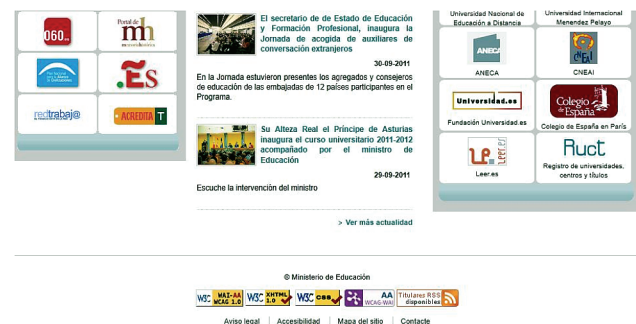 060.es
Portal de
m
memoriahistórica
.Es
redtrabaj@
ACREDITA T
El secretario de de Estado de Educación
y Formación Profesional, inaugura la
Jornada de acogida de auxiliares de
conversación extranjeros
30-09-2011
En la Jornada estuvieron presentes los agregados y consejeros
de educación de las embajadas de 12 países participantes en el
Programa.
Su Alteza Real el Príncipe de Asturias
inaugura el curso universitario 2011-2012
acompañado por el ministro de
Educación
29-09-2011
Escuche la intervención del ministro
> Ver más actualidad
Universidad Nacional de
Educación a Distancia
Universidad Internacional
Menendez Pelayo
ANECA
ANECA
CNEAI
CNEAI
Universidad.es
Fundación Universidad.es
Colegio
de España
Colegio de España en París
Le.
leer.es
Leer.es
Ruct
Registro de universidades,
centros y títulos
© Ministerio de Educación
W3C WAI-AA WCAG 1.0
W3C XHTML 1.0
W3C css
AA WCAG-WAI
Titulares RSS disponibles
Aviso legal | Accesibilidad | Mapa del sitio | Contacte